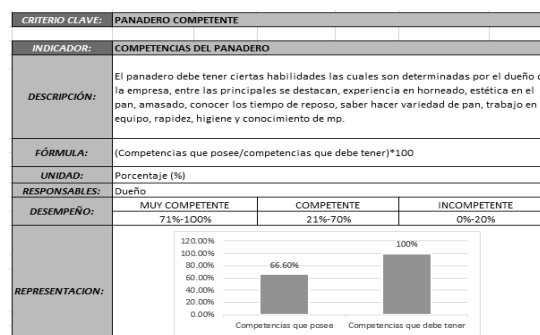 CRITERIO CLAVE: PANADERO COMPETENTE
INDICADOR: COMPETENCIAS DEL PANADERO
DESCRIPCIÓN:
El panadero debe tener ciertas habilidades las cuales son determinadas por el dueño
la empresa, entre las principales se destacan, experiencia en horneado, estética en el
pan, amasado, conocer los tiempo de reposo, saber hacer variedad de pan, trabajo en
equipo, rapidez, higiene y conocimiento de mp.
FÓRMULA: (Competencias que posee/competencias que debe tener)*100
UNIDAD: Porcentaje (%)
RESPONSABLES: Dueño
DESEMPEÑO:
MUY COMPETENTE COMPETENTE INCOMPETENTE
71%-100% 21%-70% 0%-20%
REPRESENTACION:
120.00%
100.00%
80.00%
60.00%
40.00%
20.00%
0.00%
66.60%
100%
Competencias que posee Competencias que debe tener